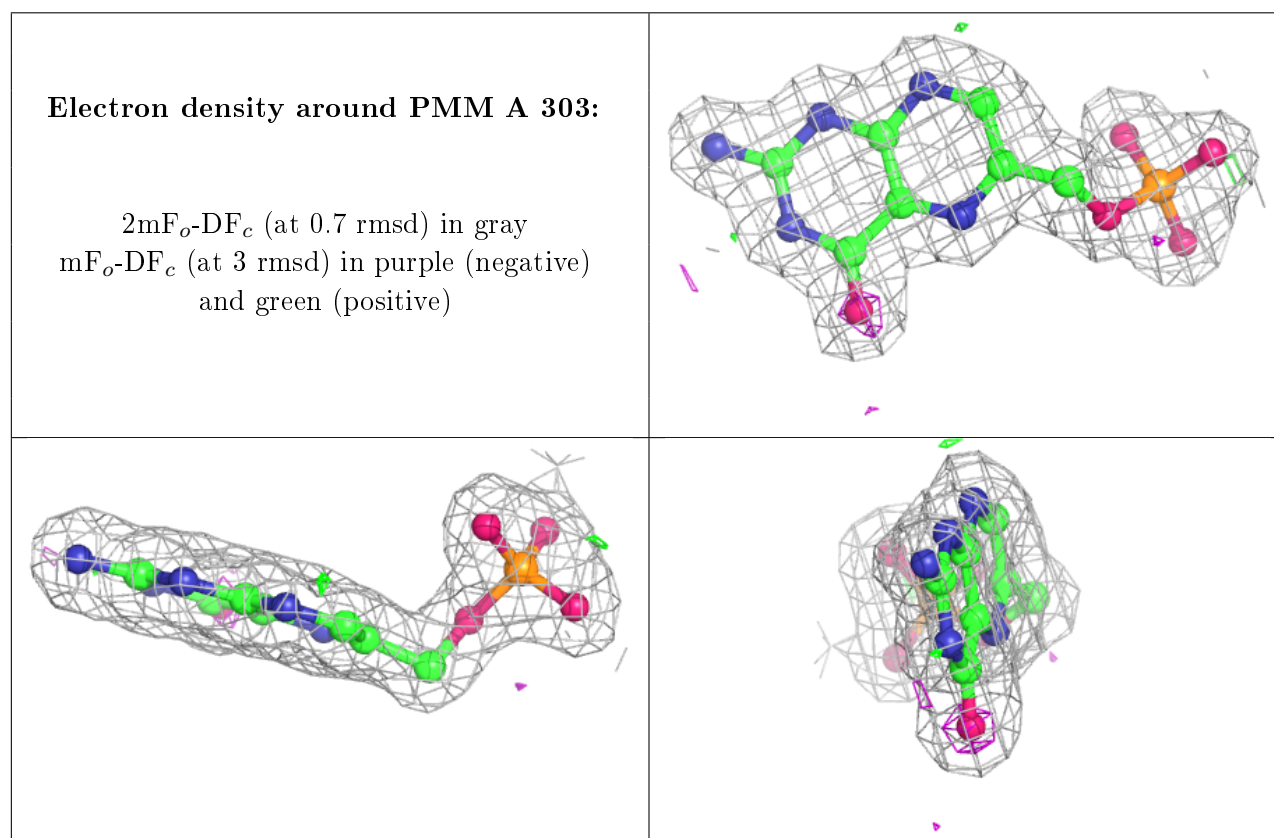 Electron density around PMM A 303:
2mFₒ-DF𝒸 (at 0.7 rmsd) in gray
mFₒ-DF𝒸 (at 3 rmsd) in purple (negative)
and green (positive)